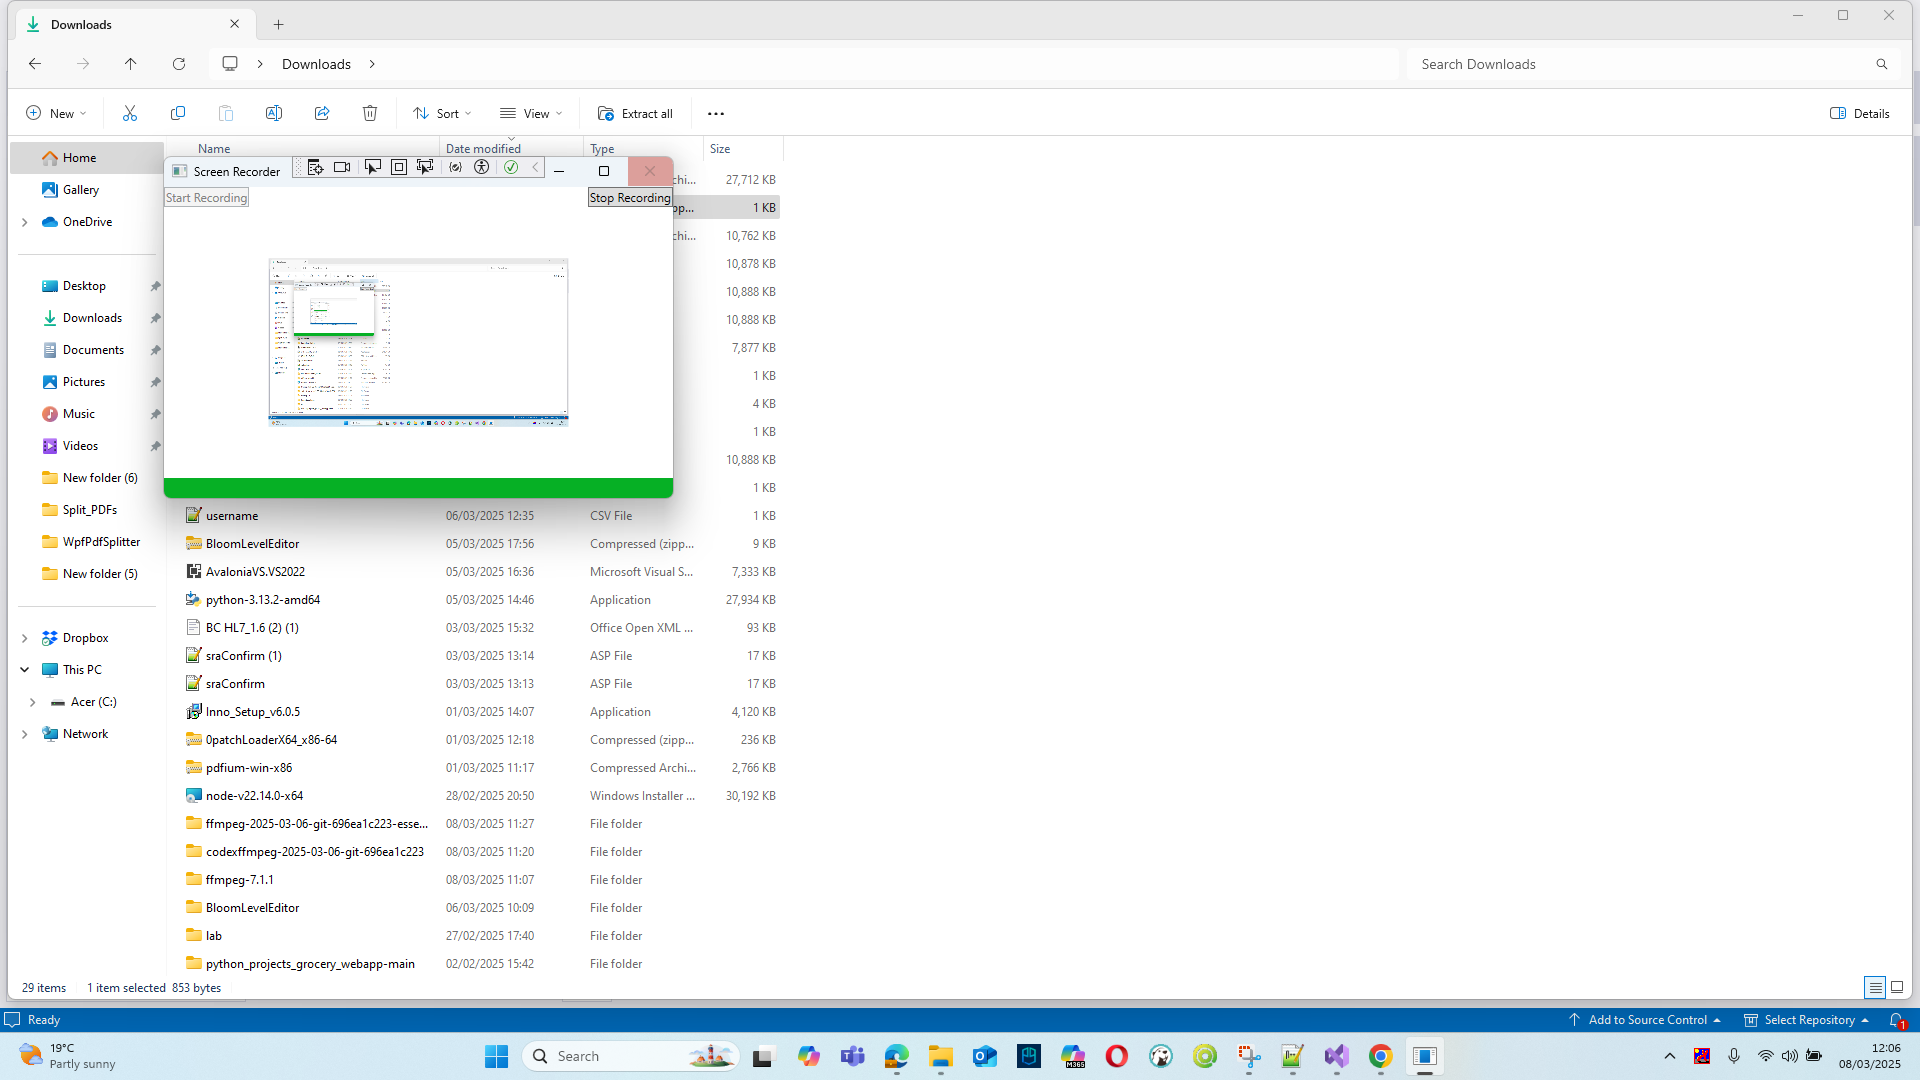 Downloads
Downloads
Search Downloads
New
Sort
View
Extract all
Details
Name Date modified Type Size
Home
Gallery
OneDrive
Desktop
Downloads
Documents
Pictures
Music
Videos
New folder (6)
Split_PDFs
WpfPdfSplitter
New folder (5)
Dropbox
This PC
Acer (C:)
Network
Screen Recorder
Start Recording Stop Recording
chi... 27,712 KB
pp... 1 KB
chi... 10,762 KB
10,878 KB
10,888 KB
10,888 KB
7,877 KB
1 KB
4 KB
1 KB
10,888 KB
1 KB
username 06/03/2025 12:35 CSV File 1 KB
BloomLevelEditor 05/03/2025 17:56 Compressed (zipp... 9 KB
AvaloniaVS.VS2022 05/03/2025 16:36 Microsoft Visual S... 7,333 KB
python-3.13.2-amd64 05/03/2025 14:46 Application 27,934 KB
BC HL7_1.6 (2) (1) 03/03/2025 15:32 Office Open XML ... 93 KB
sraConfirm (1) 03/03/2025 13:14 ASP File 17 KB
sraConfirm 03/03/2025 13:13 ASP File 17 KB
Inno_Setup_v6.0.5 01/03/2025 14:07 Application 4,120 KB
0patchLoaderX64_x86-64 01/03/2025 12:18 Compressed (zipp... 236 KB
pdfium-win-x86 01/03/2025 11:17 Compressed Archi... 2,766 KB
node-v22.14.0-x64 28/02/2025 20:50 Windows Installer ... 30,192 KB
ffmpeg-2025-03-06-git-696ea1c223-esse... 08/03/2025 11:27 File folder
codexffmpeg-2025-03-06-git-696ea1c223 08/03/2025 11:20 File folder
ffmpeg-7.1.1 08/03/2025 11:07 File folder
BloomLevelEditor 06/03/2025 10:09 File folder
lab 27/02/2025 17:40 File folder
python_projects_grocery_webapp-main 02/02/2025 15:42 File folder
29 items 1 item selected 853 bytes
Ready
Add to Source Control Select Repository 1
19°C
Partly sunny
Search
M365
12:06
08/03/2025